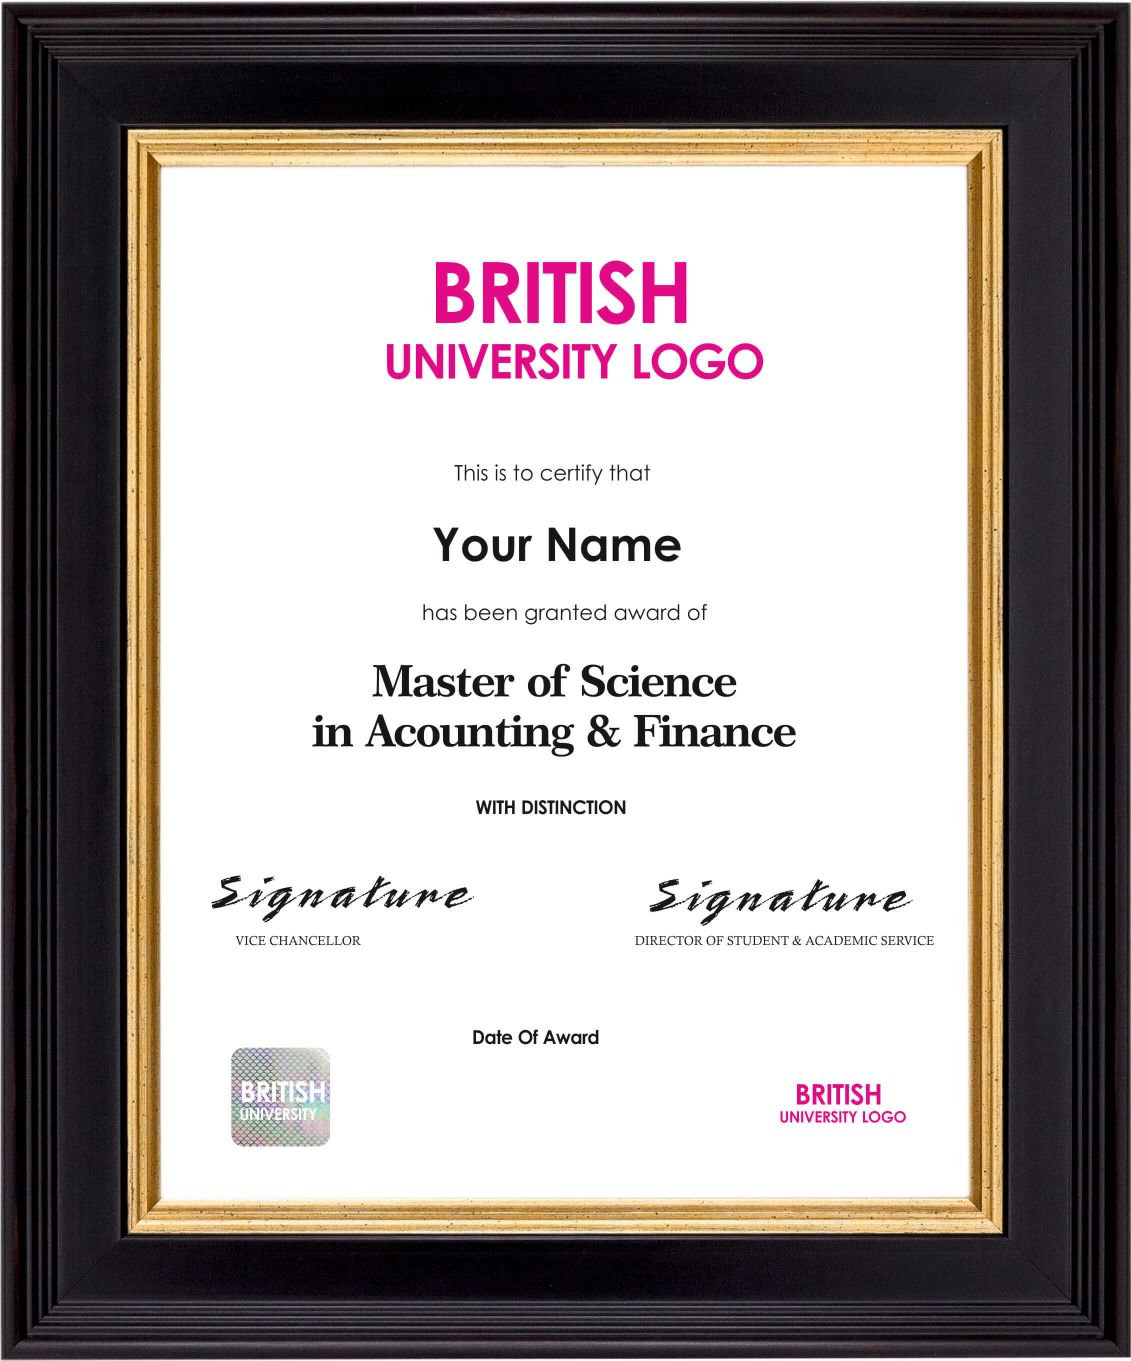 BRITISH
UNIVERSITY LOGO
This is to certify that
Your Name
has been granted award of
Master of Science
in Acounting & Finance
WITH DISTINCTION
Signature
Signature
VICE CHANCELLOR
DIRECTOR OF STUDENT & ACADEMIC SERVICE
Date Of Award
BRITISH
UNIVERSITY
BRITISH
UNIVERSITY LOGO